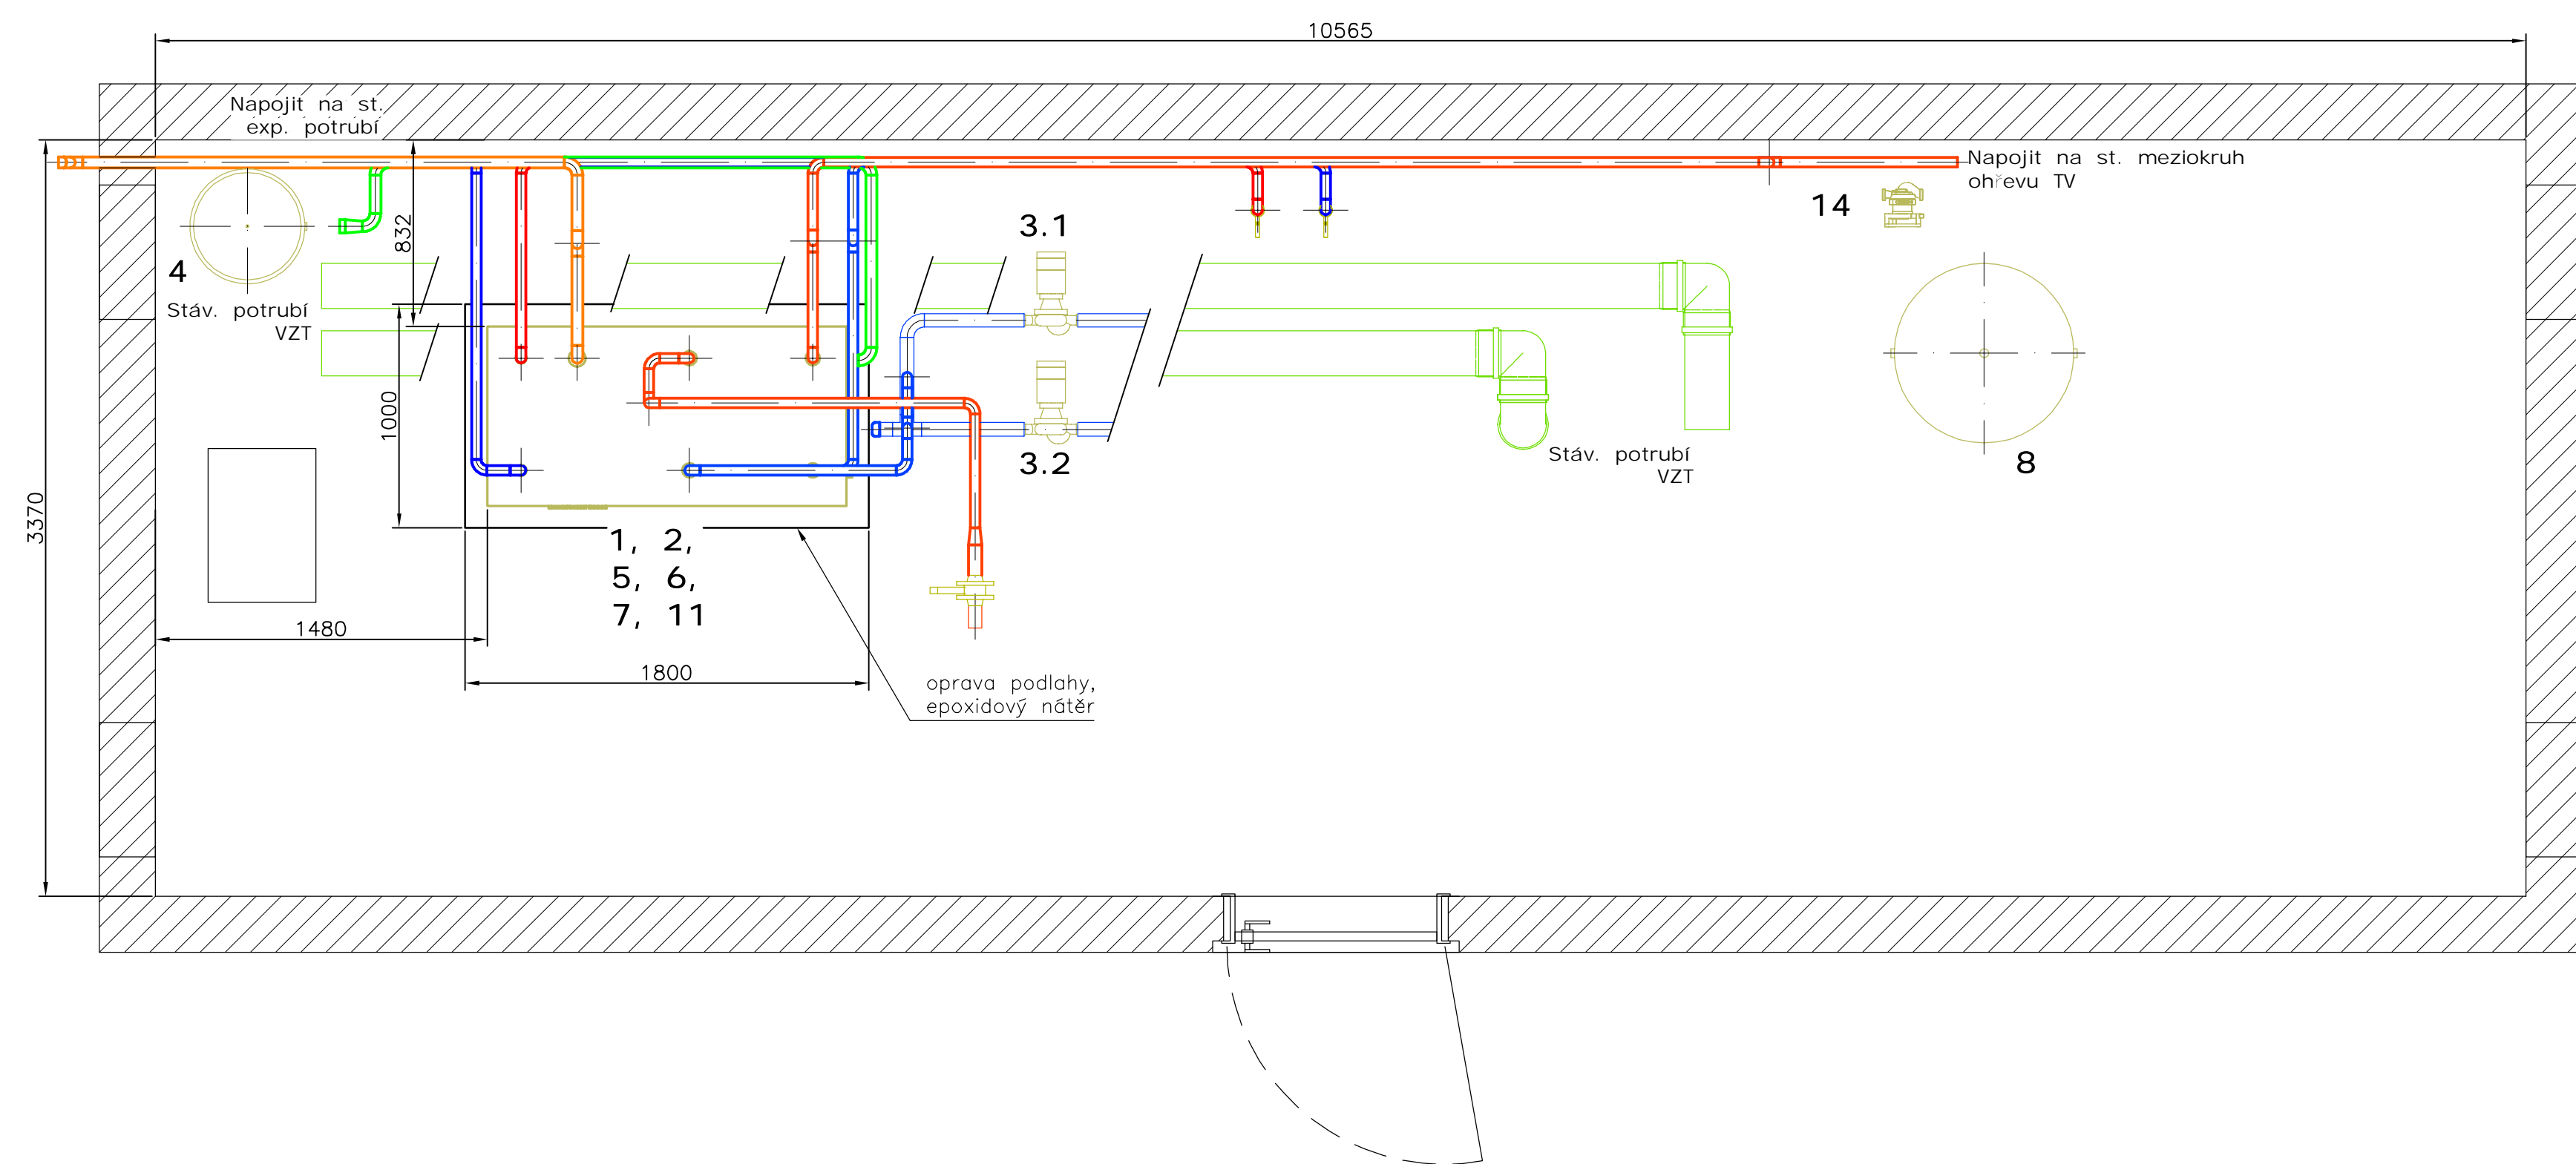 10565
Napojit na st.
exp. potrubí
Napojit na st. meziokruh
ohřevu TV
14
3.1
832
4
Stáv. potrubí
VZT
1000
3.2
Stáv. potrubí
VZT
8
3370
1, 2,
5, 6,
7, 11
1480
1800
oprava podlahy,
epoxidový nátěr